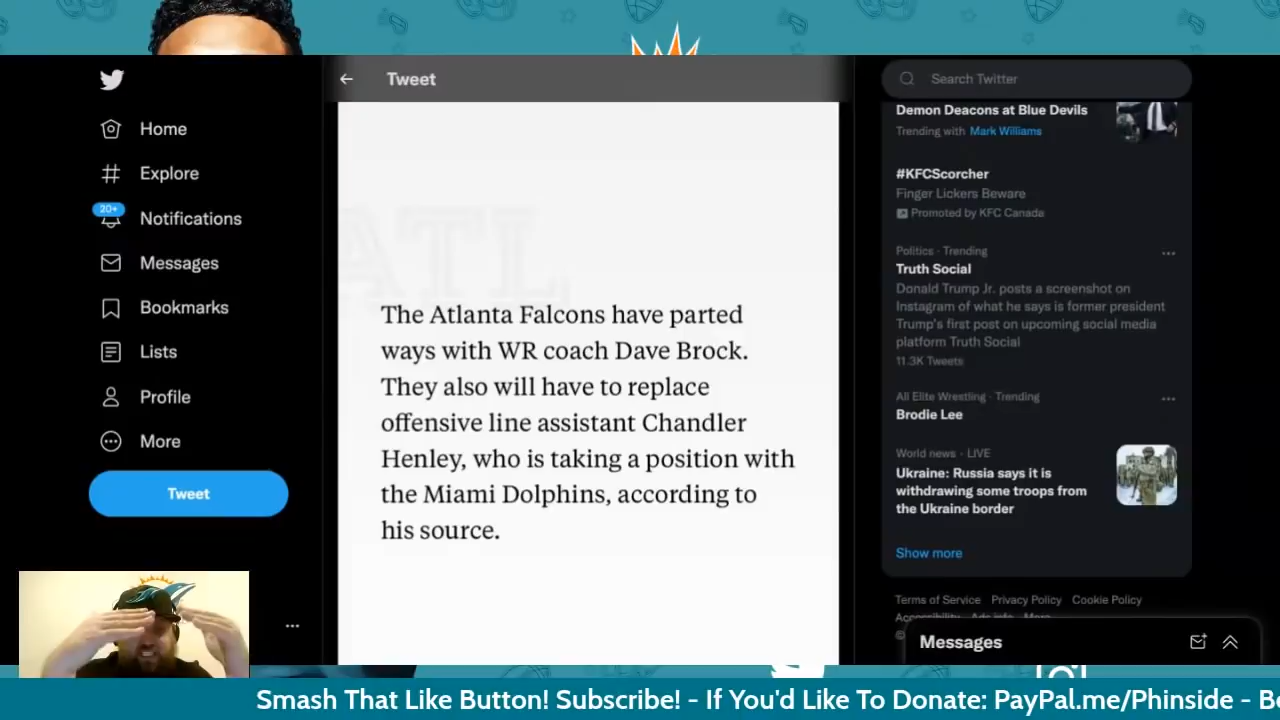 Home
Explore
20+
Notifications
Messages
Bookmarks
Lists
Profile
More
Tweet
Tweet
ATL
The Atlanta Falcons have parted
ways with WR coach Dave Brock.
They also will have to replace
offensive line assistant Chandler
Henley, who is taking a position with
the Miami Dolphins, according to
his source.
Search Twitter
Demon Deacons at Blue Devils
Trending with Mark Williams
#KFCScorcher
Finger Lickers Beware
Promoted by KFC Canada
Politics · Trending
Truth Social
Donald Trump Jr. posts a screenshot on
Instagram of what he says is former president
Trump's first post on upcoming social media
platform Truth Social
11.3K Tweets
All Elite Wrestling · Trending
Brodie Lee
World news · LIVE
Ukraine: Russia says it is
withdrawing some troops from
the Ukraine border
Show more
Terms of Service Privacy Policy Cookie Policy
Accessibility Ads info More
©
Messages
Smash That Like Button! Subscribe! - If You'd Like To Donate: PayPal.me/Phinside -